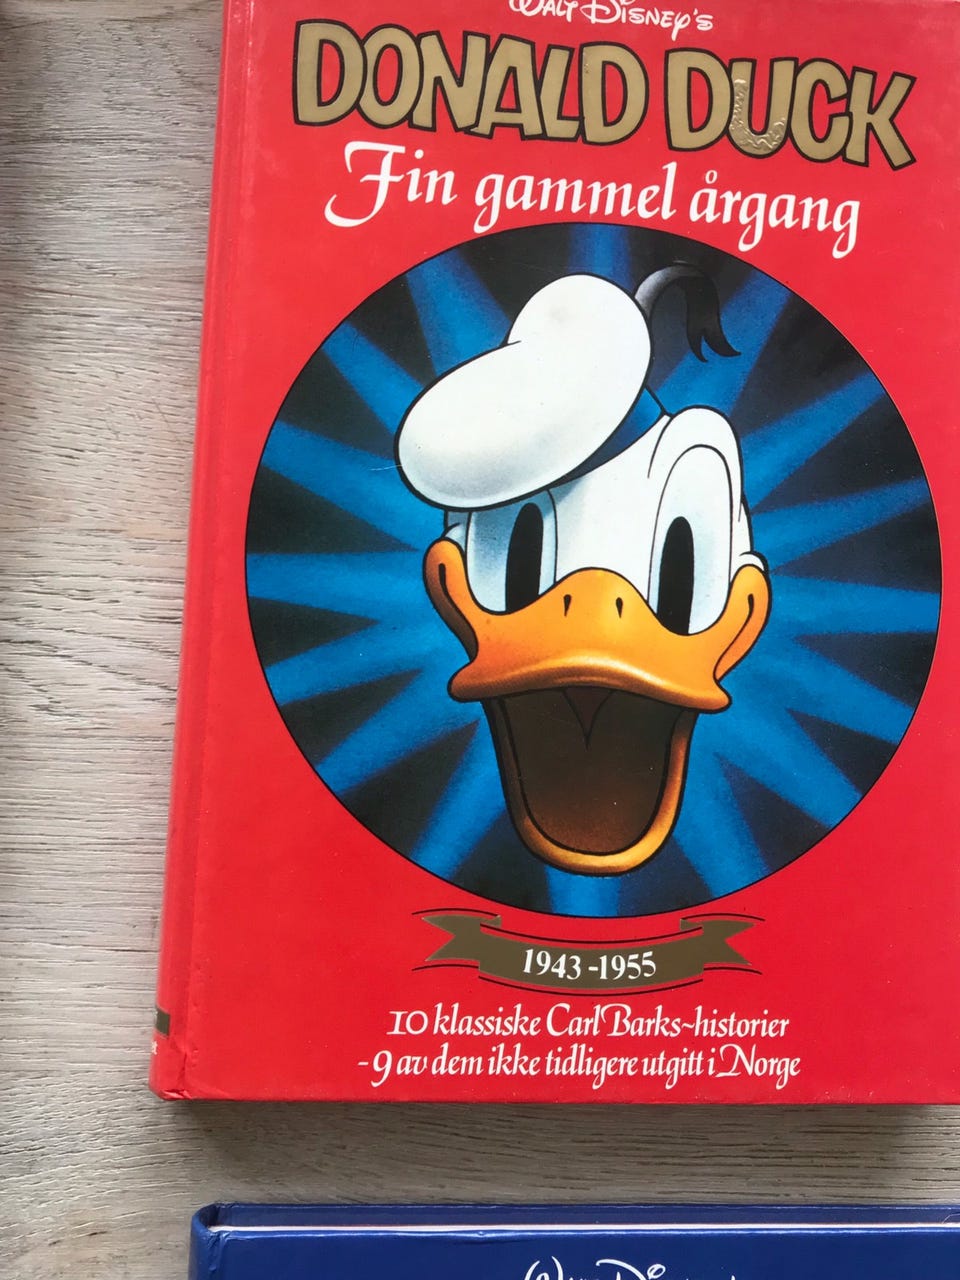 WALT DISNEY'S
DONALD DUCK
Fin gammel årgang
1943-1955
10 klassiske Carl Barks-historier
- 9 av dem ikke tidligere utgitt i Norge